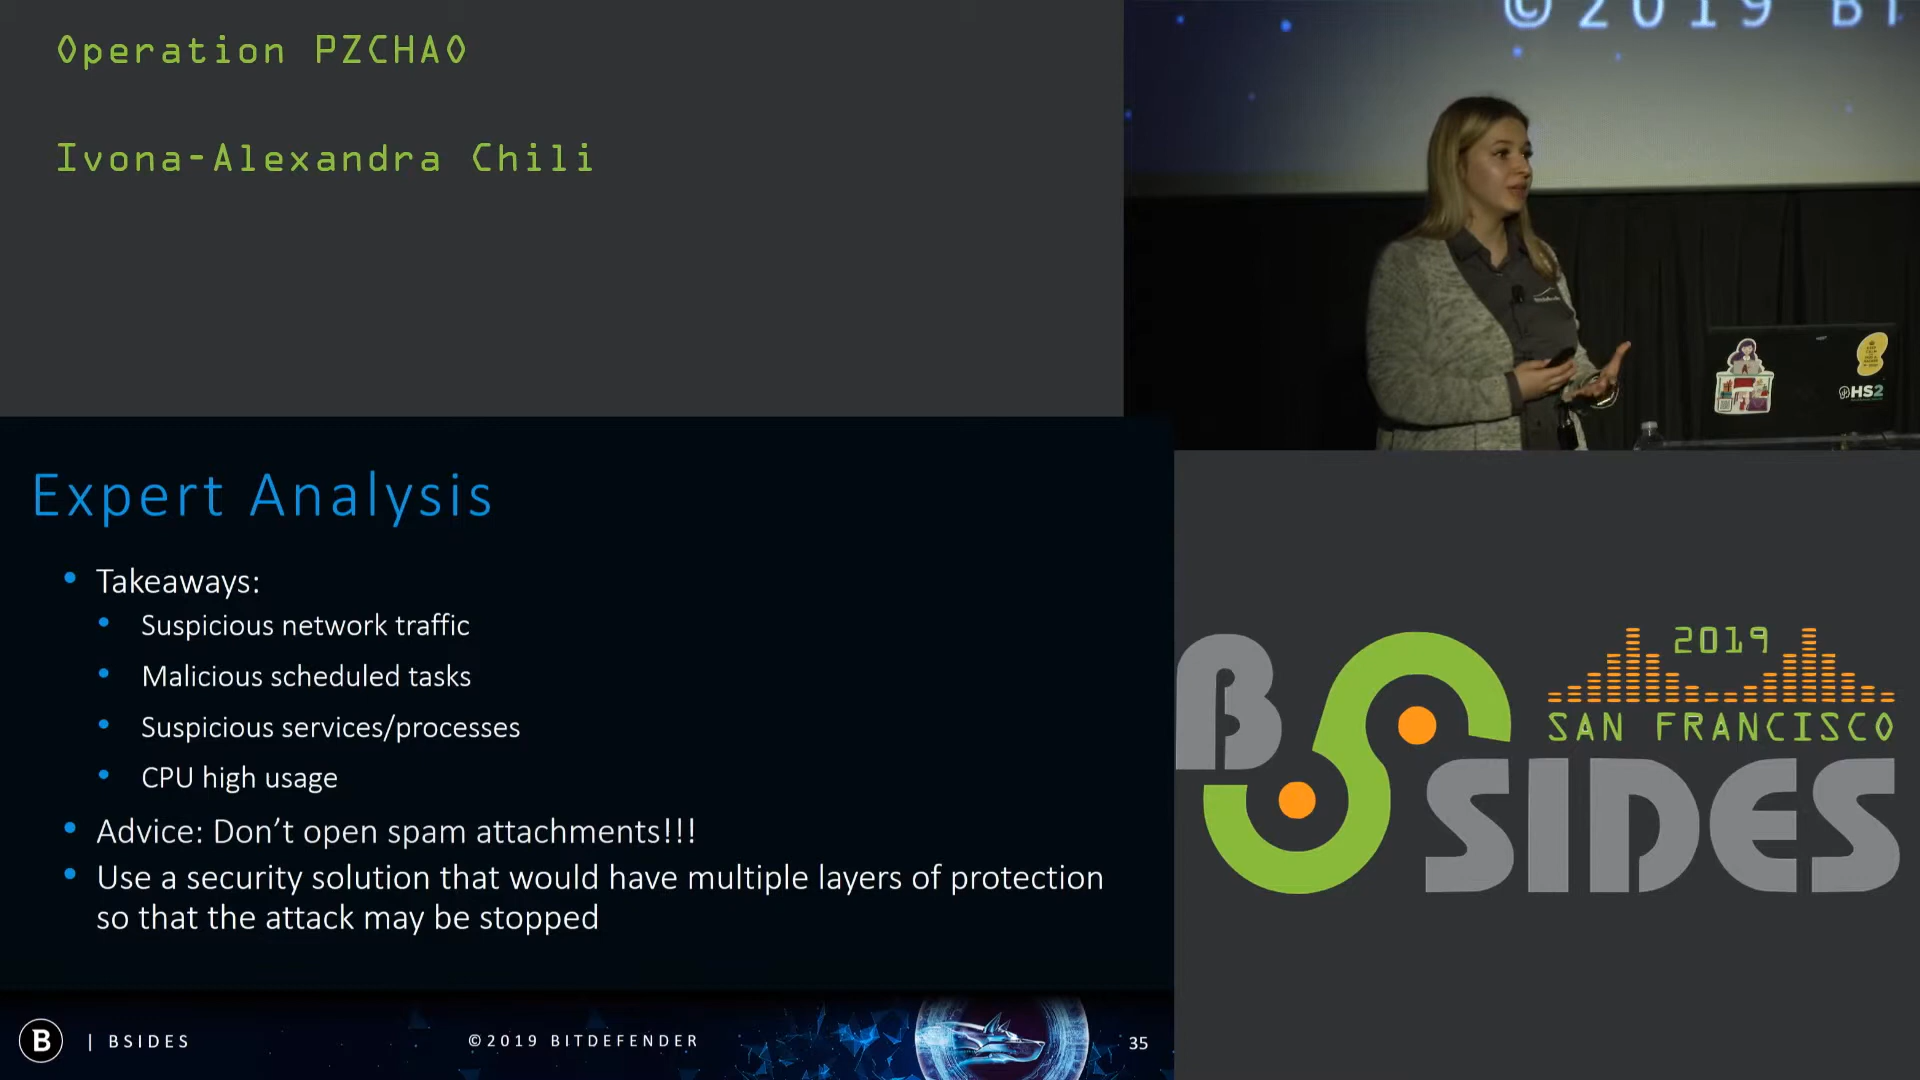 Operation PZCHAO
Ivona-Alexandra Chili
© 2019 BI
HS2
Expert Analysis
• Takeaways:
• Suspicious network traffic
• Malicious scheduled tasks
• Suspicious services/processes
• CPU high usage
• Advice: Don’t open spam attachments!!!
• Use a security solution that would have multiple layers of protection
so that the attack may be stopped
B | BSIDES
©2019 BITDEFENDER
35
2019
SAN FRANCISCO
BSIDES